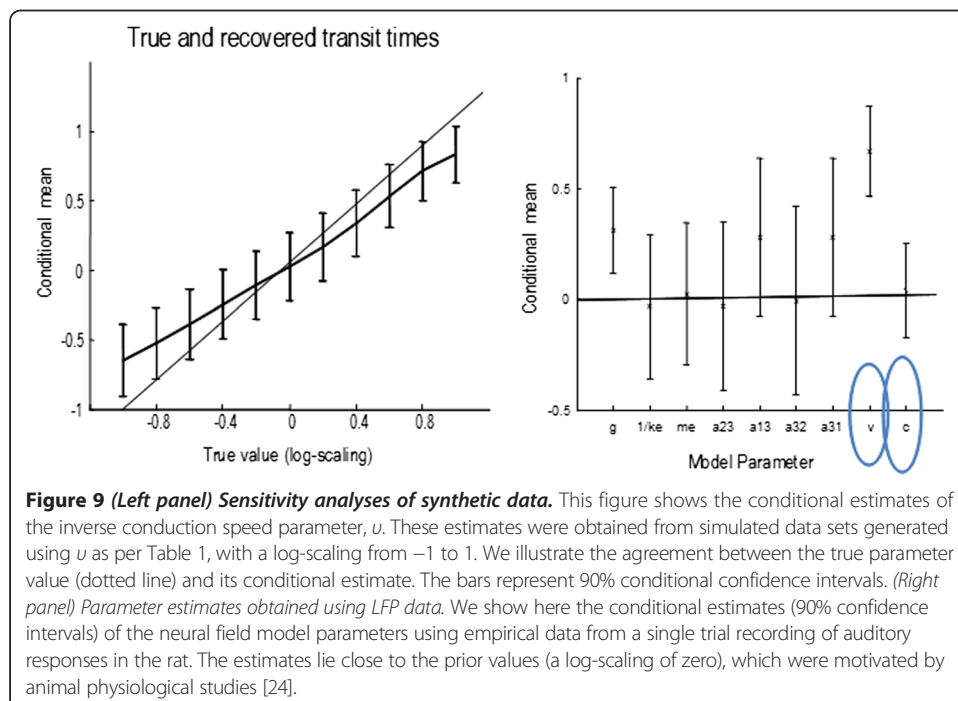 True and recovered transit times
Conditional mean
1
0.5
0
-0.5
-1
-0.8
-0.4
0
0.4
0.8
True value (log-scaling)
Conditional mean
1
0.5
0
-0.5
g
1/ke
me
a23
a13
a32
a31
v
c
Model Parameter
Figure 9 (Left panel) Sensitivity analyses of synthetic data. This figure shows the conditional estimates of
the inverse conduction speed parameter, υ. These estimates were obtained from simulated data sets generated
using υ as per Table 1, with a log-scaling from −1 to 1. We illustrate the agreement between the true parameter
value (dotted line) and its conditional estimate. The bars represent 90% conditional confidence intervals. (Right
panel) Parameter estimates obtained using LFP data. We show here the conditional estimates (90% confidence
intervals) of the neural field model parameters using empirical data from a single trial recording of auditory
responses in the rat. The estimates lie close to the prior values (a log-scaling of zero), which were motivated by
animal physiological studies [24].